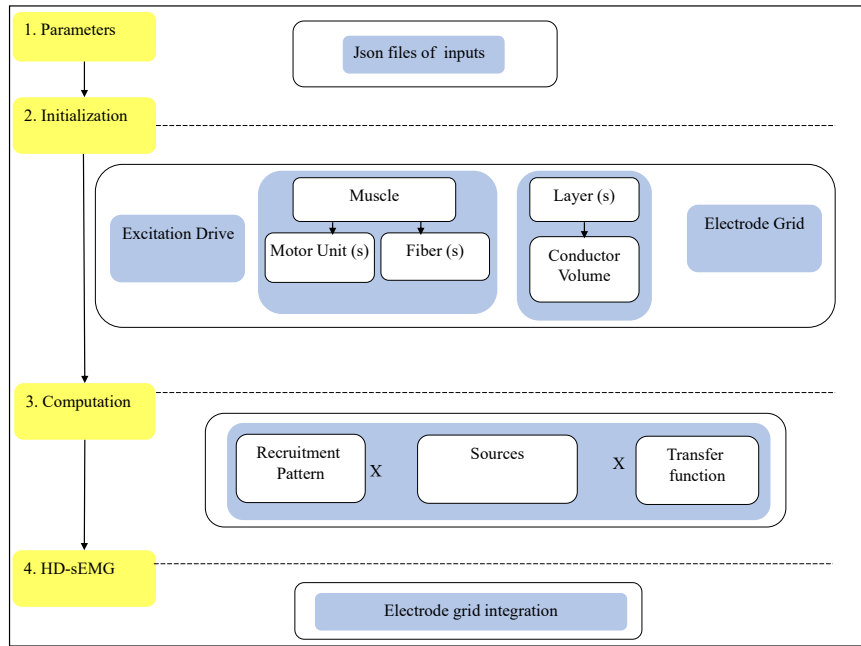 1. Parameters
Json files of inputs
2. Initialization
Excitation Drive
Muscle
Motor Unit (s)
Fiber (s)
Layer (s)
Conductor
Volume
Electrode Grid
3. Computation
Recruitment
Pattern
X
Sources
X
Transfer
function
4. HD-sEMG
Electrode grid integration